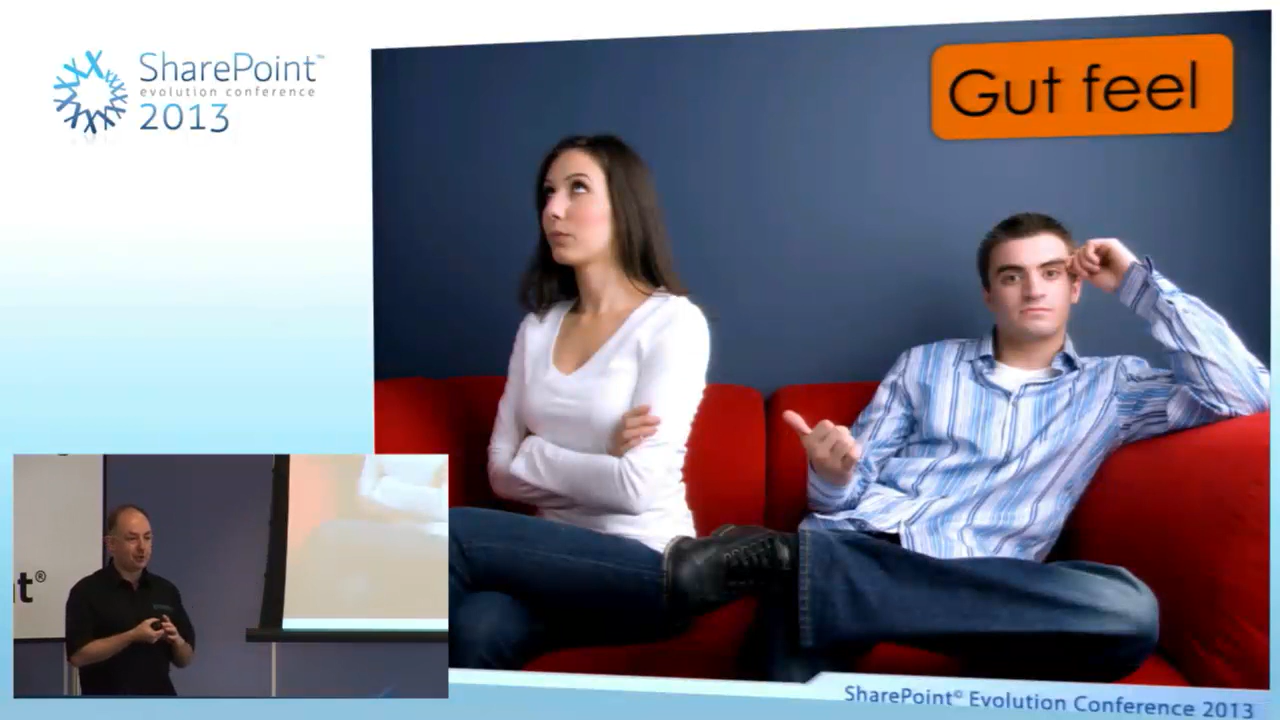 SharePoint™
evolution conference
2013
Gut feel
t®
SharePoint® Evolution Conference 2013